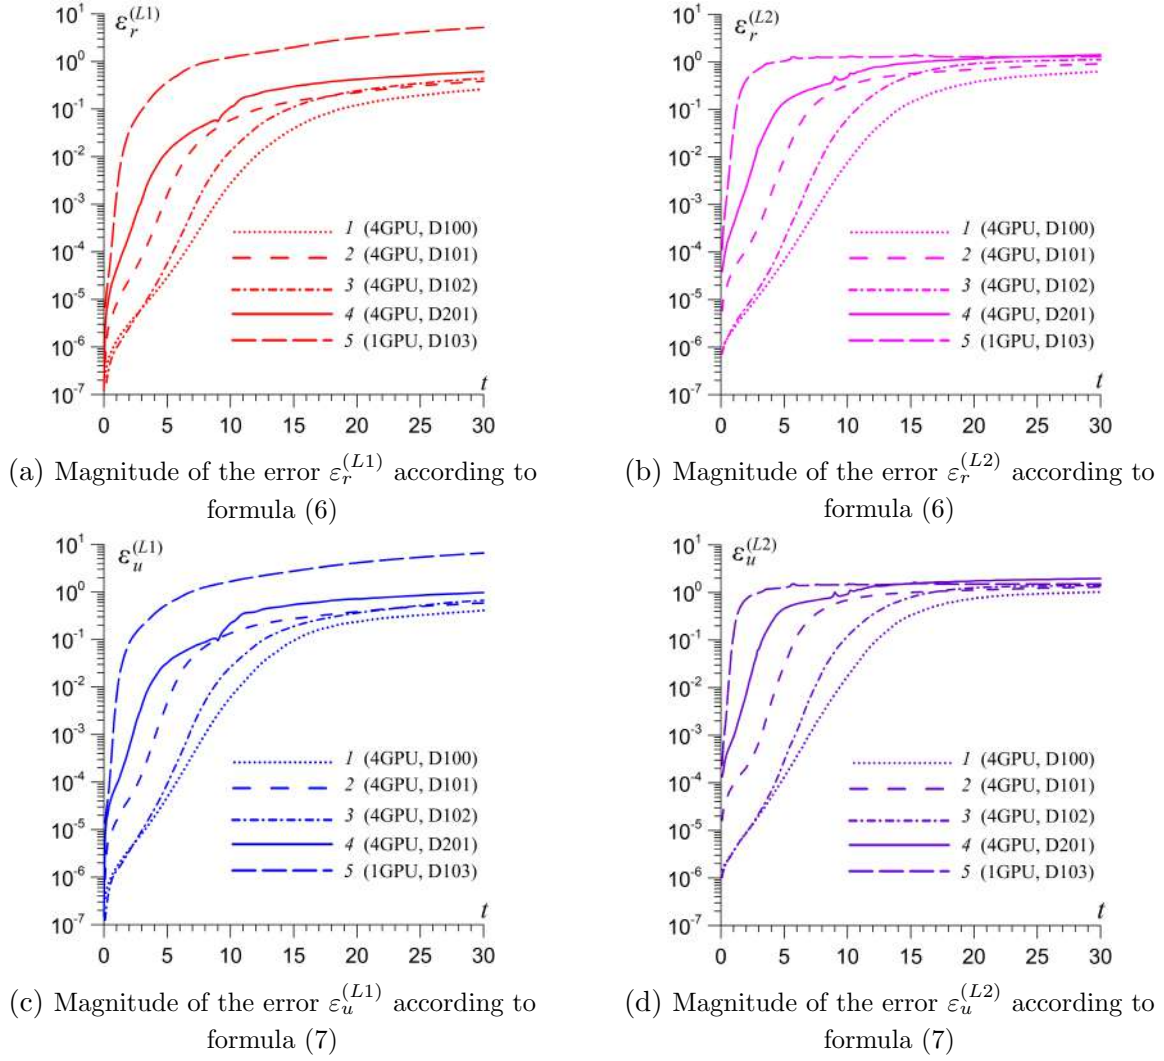 10^1
ε_r^(L1)
10^0
10^-1
10^-2
10^-3
10^-4
10^-5
10^-6
10^-7
1 (4GPU, D100)
2 (4GPU, D101)
3 (4GPU, D102)
4 (4GPU, D201)
5 (1GPU, D103)
t
0 5 10 15 20 25 30
(a) Magnitude of the error ε_r^(L1) according to
formula (6)
10^1
ε_r^(L2)
10^0
10^-1
10^-2
10^-3
10^-4
10^-5
10^-6
10^-7
1 (4GPU, D100)
2 (4GPU, D101)
3 (4GPU, D102)
4 (4GPU, D201)
5 (1GPU, D103)
t
0 5 10 15 20 25 30
(b) Magnitude of the error ε_r^(L2) according to
formula (6)
10^1
ε_u^(L1)
10^0
10^-1
10^-2
10^-3
10^-4
10^-5
10^-6
10^-7
1 (4GPU, D100)
2 (4GPU, D101)
3 (4GPU, D102)
4 (4GPU, D201)
5 (1GPU, D103)
t
0 5 10 15 20 25 30
(c) Magnitude of the error ε_u^(L1) according to
formula (7)
10^1
ε_u^(L2)
10^0
10^-1
10^-2
10^-3
10^-4
10^-5
10^-6
10^-7
1 (4GPU, D100)
2 (4GPU, D101)
3 (4GPU, D102)
4 (4GPU, D201)
5 (1GPU, D103)
t
0 5 10 15 20 25 30
(d) Magnitude of the error ε_u^(L2) according to
formula (7)